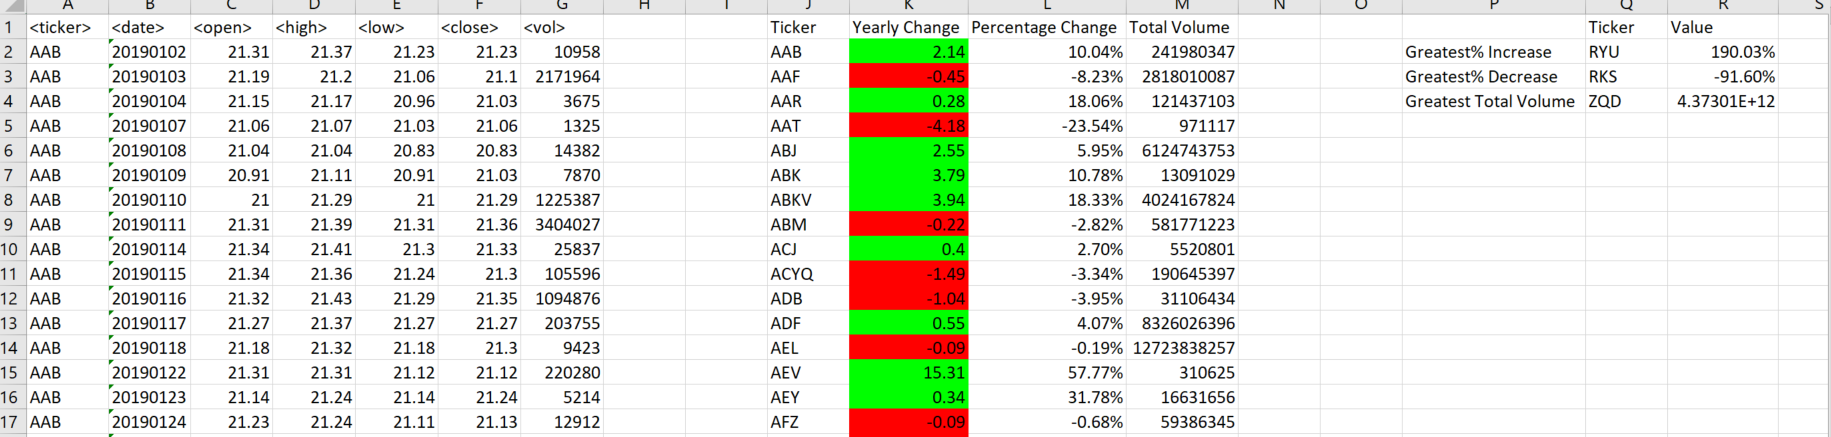 A B C D E F G H I J K L M N O P Q R S
1 <ticker> <date> <open> <high> <low> <close> <vol> Ticker Yearly Change Percentage Change Total Volume Ticker Value
2 AAB 20190102 21.31 21.37 21.23 21.23 10958 AAB 2.14 10.04% 241980347 Greatest% Increase RYU 190.03%
3 AAB 20190103 21.19 21.2 21.06 21.1 2171964 AAF -0.45 -8.23% 2818010087 Greatest% Decrease RKS -91.60%
4 AAB 20190104 21.15 21.17 20.96 21.03 3675 AAR 0.28 18.06% 121437103 Greatest Total Volume ZQD 4.37301E+12
5 AAB 20190107 21.06 21.07 21.03 21.06 1325 AAT -4.18 -23.54% 971117
6 AAB 20190108 21.04 21.04 20.83 20.83 14382 ABJ 2.55 5.95% 6124743753
7 AAB 20190109 20.91 21.11 20.91 21.03 7870 ABK 3.79 10.78% 13091029
8 AAB 20190110 21 21.29 21 21.29 1225387 ABKV 3.94 18.33% 4024167824
9 AAB 20190111 21.31 21.39 21.31 21.36 3404027 ABM -0.22 -2.82% 581771223
10 AAB 20190114 21.34 21.41 21.3 21.33 25837 ACJ 0.4 2.70% 5520801
11 AAB 20190115 21.34 21.36 21.24 21.3 105596 ACYQ -1.49 -3.34% 190645397
12 AAB 20190116 21.32 21.43 21.29 21.35 1094876 ADB -1.04 -3.95% 31106434
13 AAB 20190117 21.27 21.37 21.27 21.27 203755 ADF 0.55 4.07% 8326026396
14 AAB 20190118 21.18 21.32 21.18 21.3 9423 AEL -0.09 -0.19% 12723838257
15 AAB 20190122 21.31 21.31 21.12 21.12 220280 AEV 15.31 57.77% 310625
16 AAB 20190123 21.14 21.24 21.14 21.24 5214 AEY 0.34 31.78% 16631656
17 AAB 20190124 21.23 21.24 21.11 21.13 12912 AFZ -0.09 -0.68% 59386345